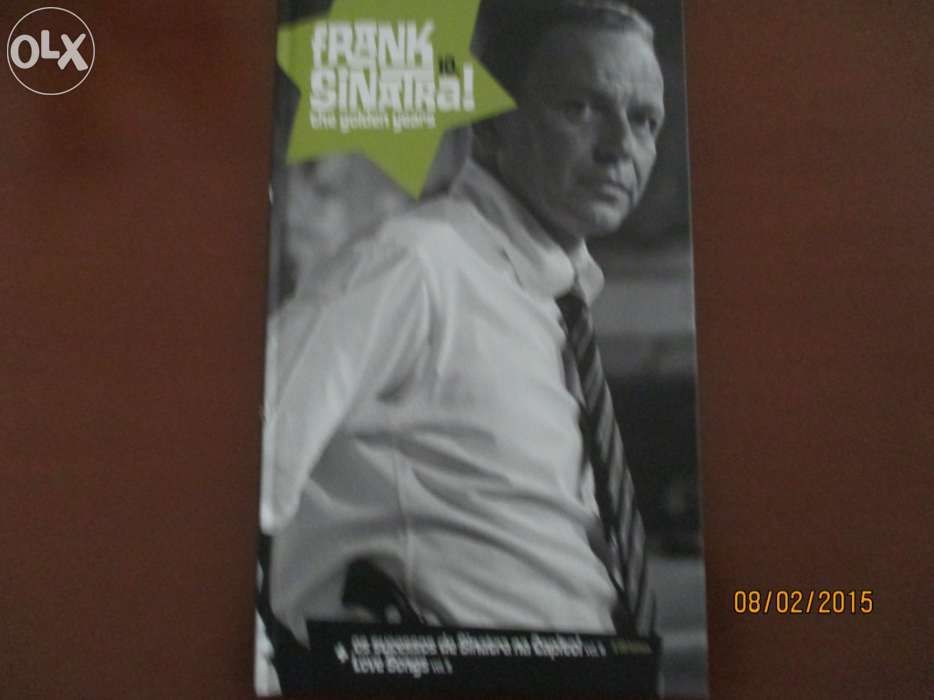 OLX
fRANK
10
SINATRa!
the golden years
08/02/2015
os sucessos de Sinatra na Capitol
Love Songs